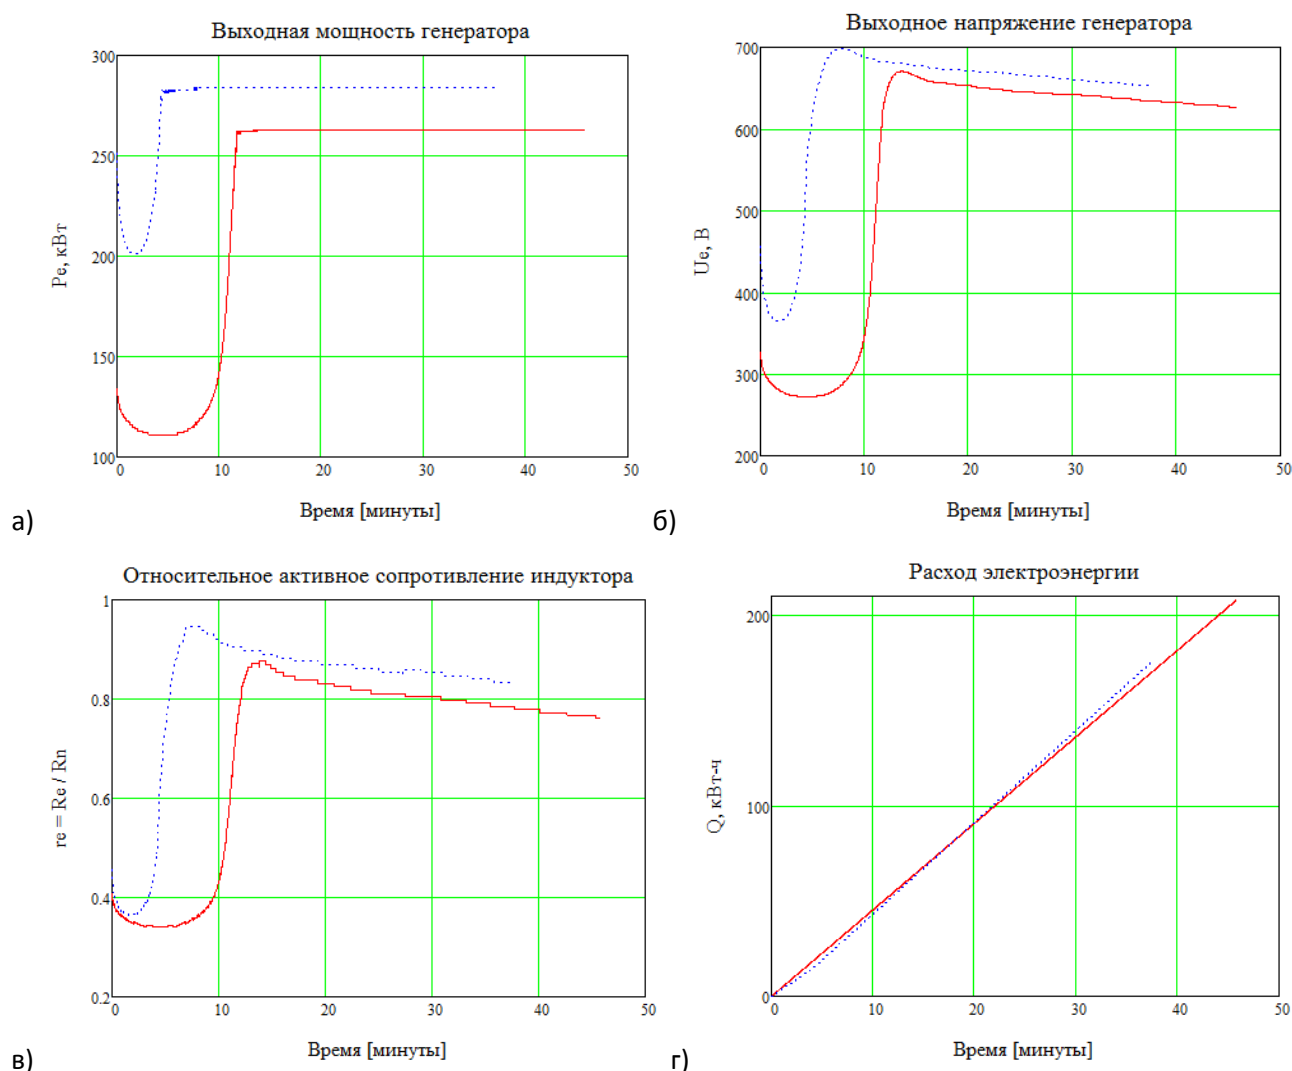 Выходная мощность генератора
300
250
200
150
100
Pe, кВт
0 10 20 30 40 50
Время [минуты]
а)
Выходное напряжение генератора
700
600
500
400
300
200
Ue, В
0 10 20 30 40 50
Время [минуты]
б)
Относительное активное сопротивление индуктора
1
0.8
0.6
0.4
0.2
re = Re / Rn
0 10 20 30 40 50
Время [минуты]
в)
Расход электроэнергии
200
100
0
Q, кВт-ч
0 10 20 30 40 50
Время [минуты]
г)